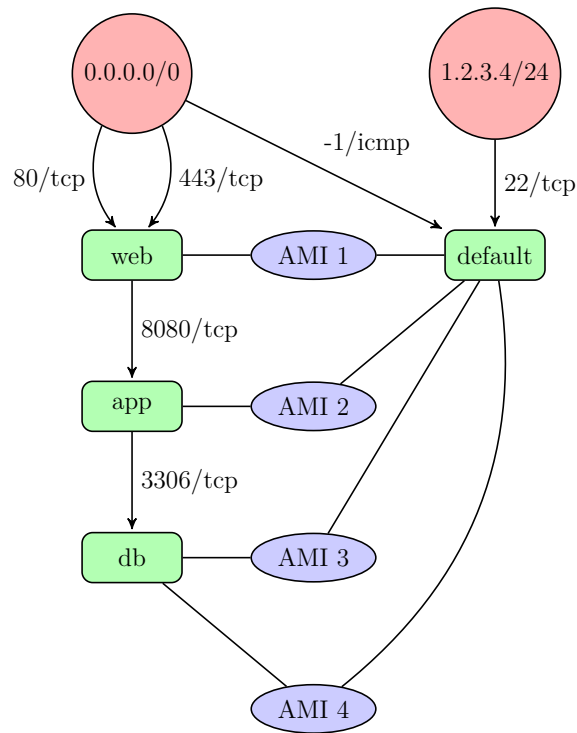 0.0.0.0/0
1.2.3.4/24
-1/icmp
80/tcp
443/tcp
22/tcp
web
AMI 1
default
8080/tcp
app
AMI 2
3306/tcp
db
AMI 3
AMI 4